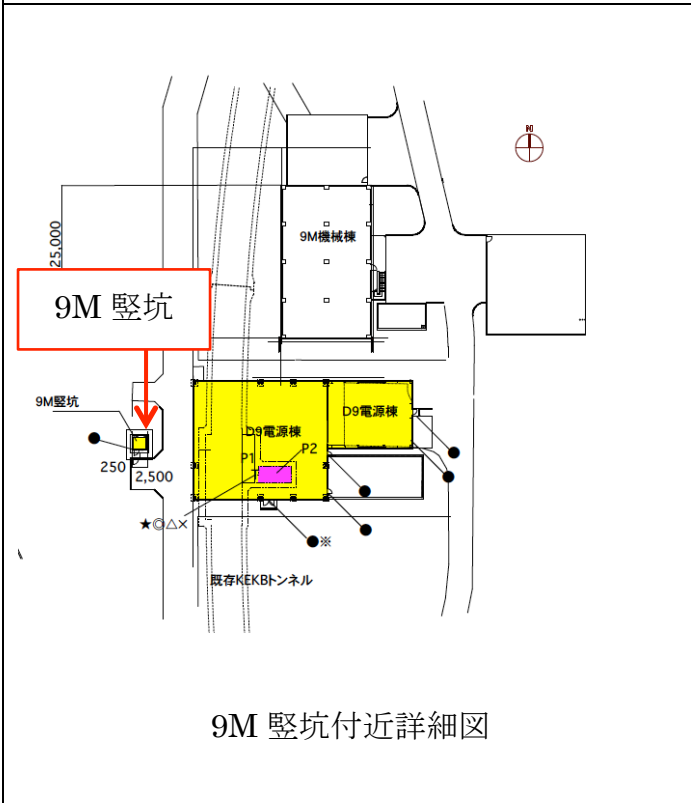 N
9M機械棟
25,000
9M 竪坑
9M竪坑
D9電源棟
D9電源棟
●
P1
P2
250
2,500
●
●
●
★◎△×
●
●※
既存KEKBトンネル
9M 竪坑付近詳細図